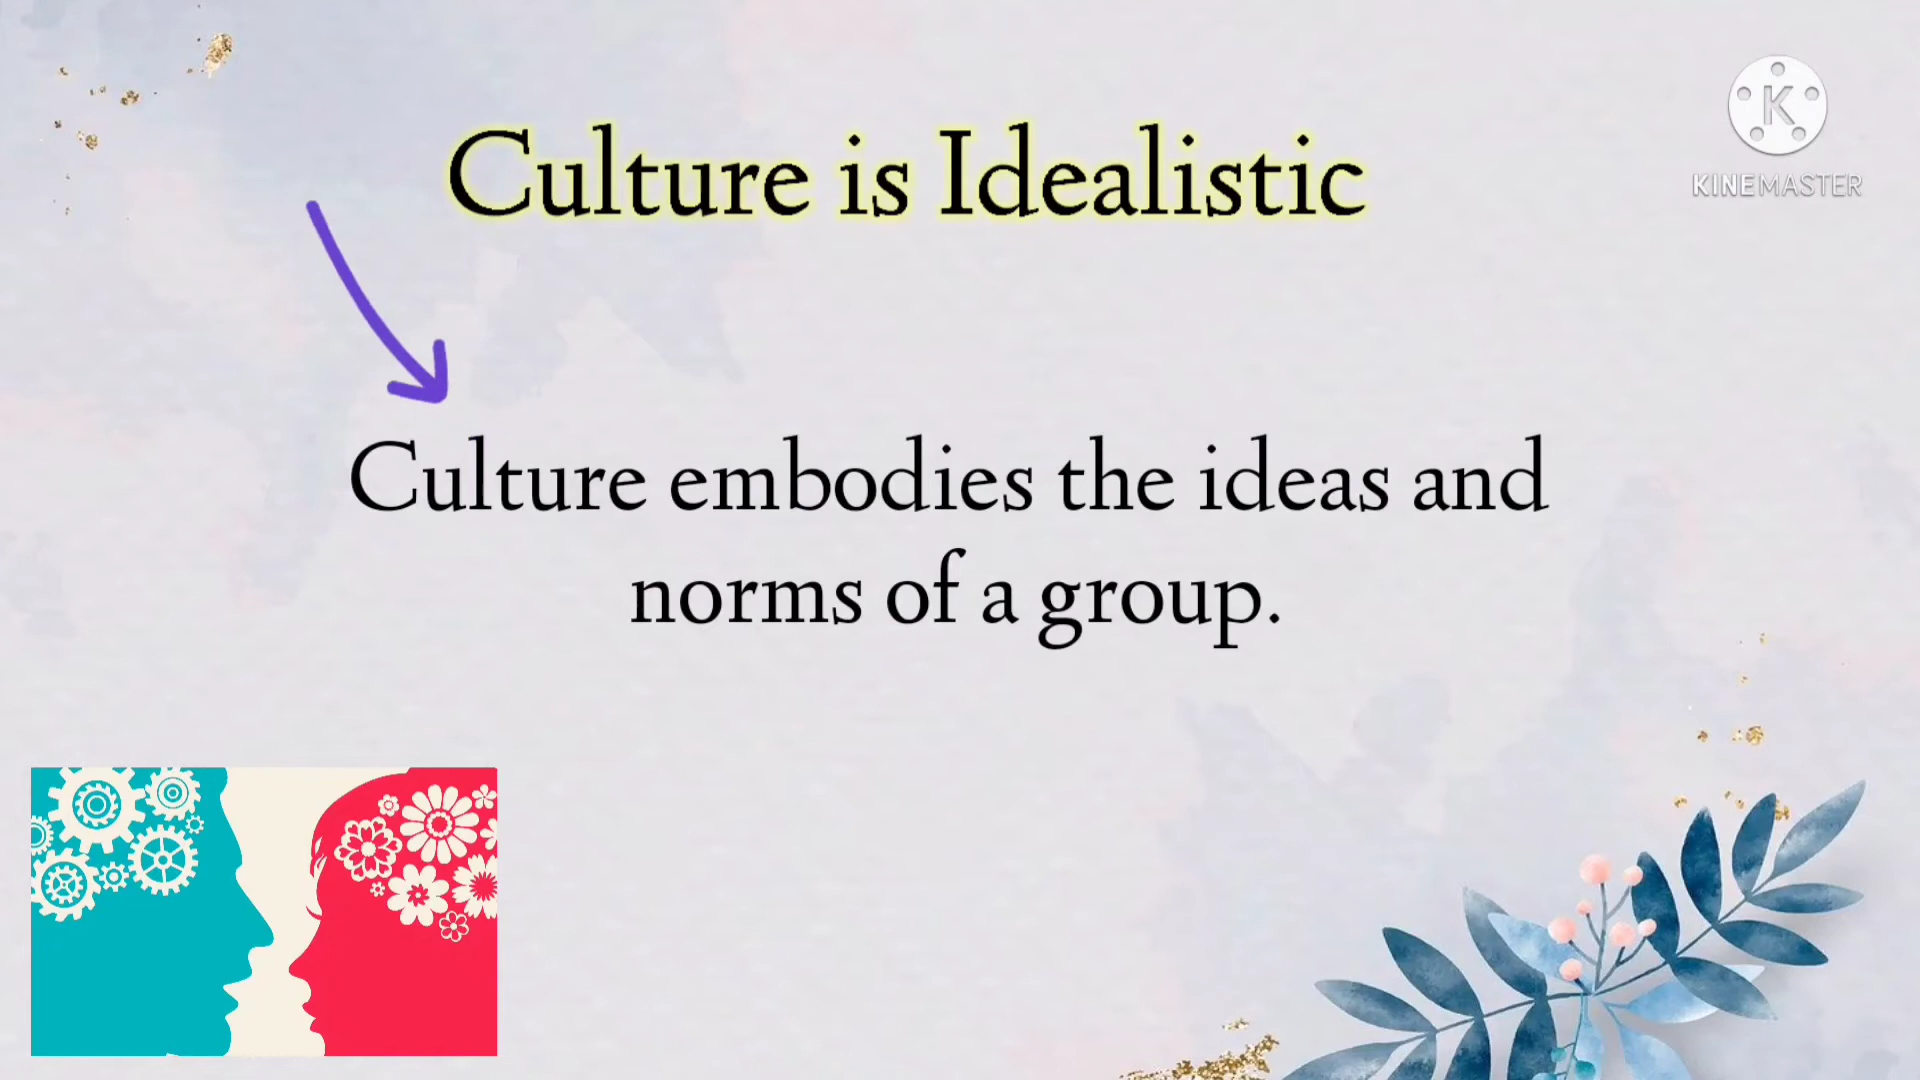 Culture is Idealistic
K
KINEMASTER
Culture embodies the ideas and
norms of a group.